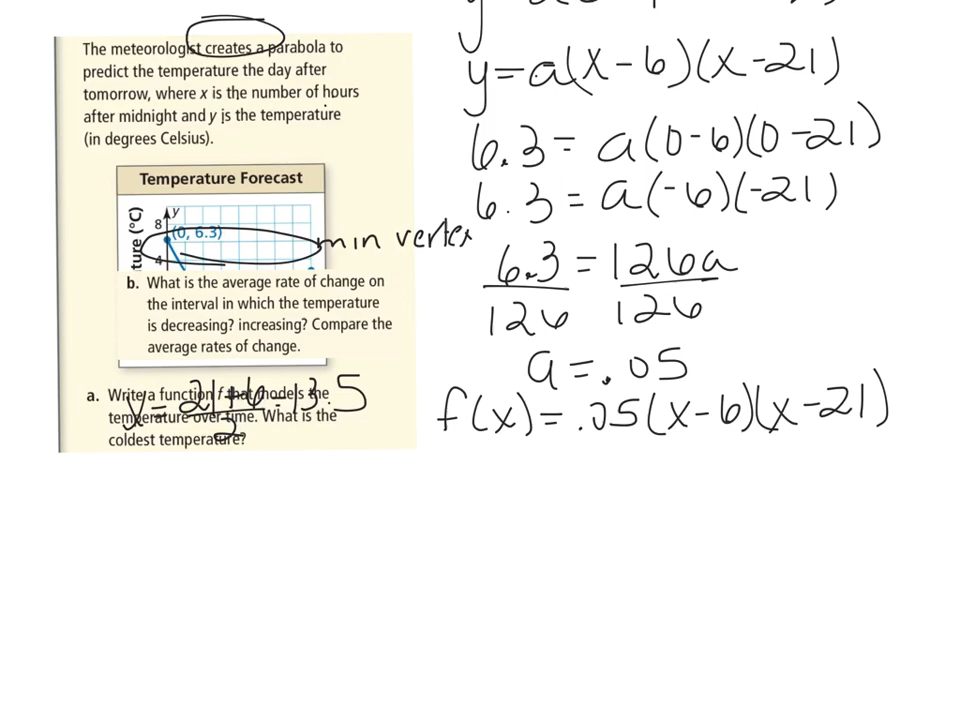 The meteorologist creates a parabola to
predict the temperature the day after
tomorrow, where x is the number of hours
after midnight and y is the temperature
(in degrees Celsius).
Temperature Forecast
y
8
(0, 6.3)
4
min vertex
b. What is the average rate of change on
the interval in which the temperature
is decreasing? increasing? Compare the
average rates of change.
a. Write a function f that models the
temperature over time. What is the
coldest temperature?
y=a(x-6)(x-21)
6.3= a(0-6)(0-21)
6.3 = a(-6)(-21)
6.3 = 126a
126 126
a = .05
f(x) = .05(x-6)(x-21)